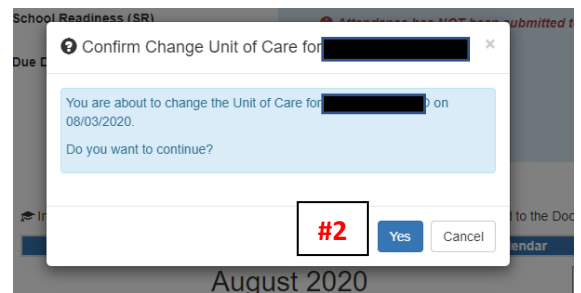 School Readiness (SR)
Attendance has NOT been submitted t
Confirm Change Unit of Care for
×
Due D
You are about to change the Unit of Care for on
08/03/2020.
Do you want to continue?
In
#2
Yes
Cancel
l to the Doc
endar
August 2020